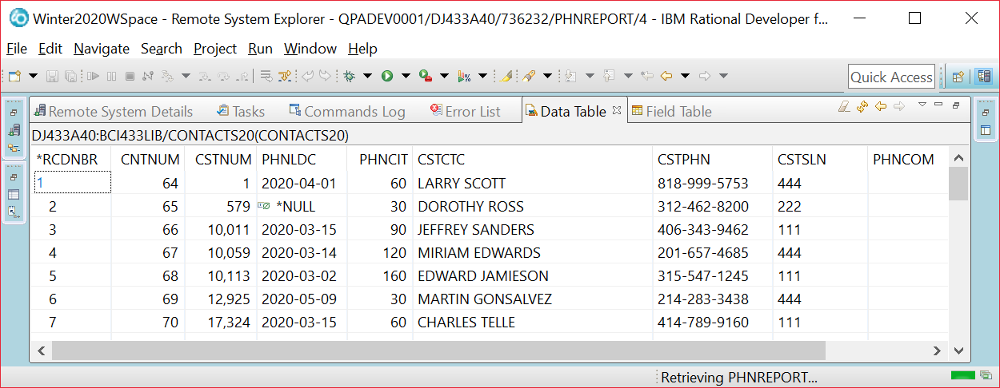 Winter2020WSpace - Remote System Explorer - QPADEV0001/DJ433A40/736232/PHNREPORT/4 - IBM Rational Developer f...
File Edit Navigate Search Project Run Window Help
Quick Access
Remote System Details Tasks Commands Log Error List Data Table Field Table
DJ433A40:BCI433LIB/CONTACTS20(CONTACTS20)
*RCDNBR CNTNUM CSTNUM PHNLDC PHNCIT CSTCTC CSTPHN CSTSLN PHNCOM
1 64 1 2020-04-01 60 LARRY SCOTT 818-999-5753 444
2 65 579 *NULL 30 DOROTHY ROSS 312-462-8200 222
3 66 10,011 2020-03-15 90 JEFFREY SANDERS 406-343-9462 111
4 67 10,059 2020-03-14 120 MIRIAM EDWARDS 201-657-4685 444
5 68 10,113 2020-03-02 160 EDWARD JAMIESON 315-547-1245 111
6 69 12,925 2020-05-09 30 MARTIN GONSALVEZ 214-283-3438 444
7 70 17,324 2020-03-15 60 CHARLES TELLE 414-789-9160 111
Retrieving PHNREPORT...